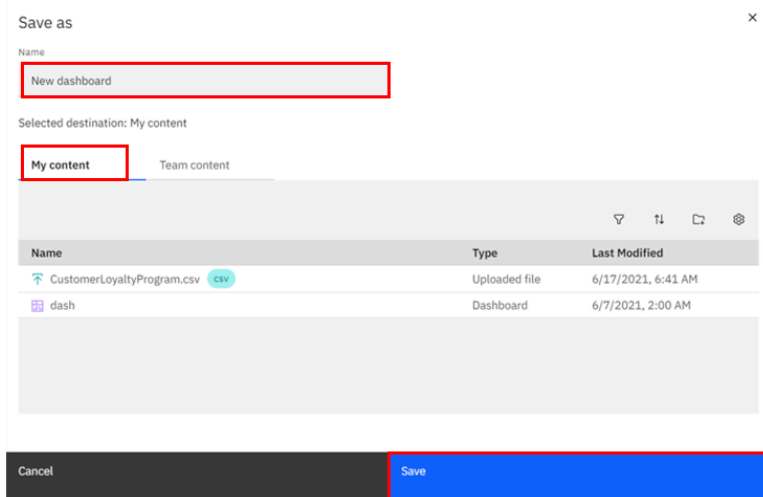 Save as
Name
New dashboard
Selected destination: My content
My content Team content
Name Type Last Modified
CustomerLoyaltyProgram.csv csv Uploaded file 6/17/2021, 6:41 AM
dash Dashboard 6/7/2021, 2:00 AM
Cancel Save